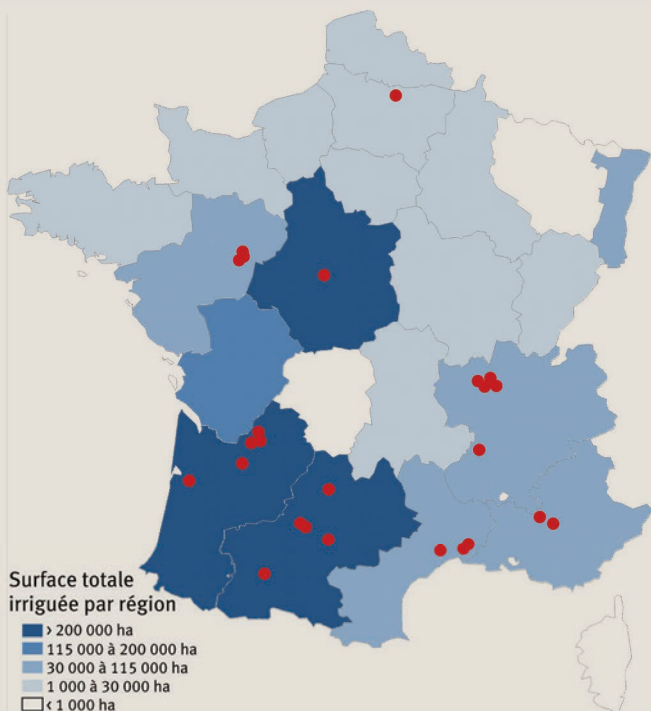 Surface totale
irriguée par région
> 200 000 ha
115 000 à 200 000 ha
30 000 à 115 000 ha
1 000 à 30 000 ha
< 1 000 ha